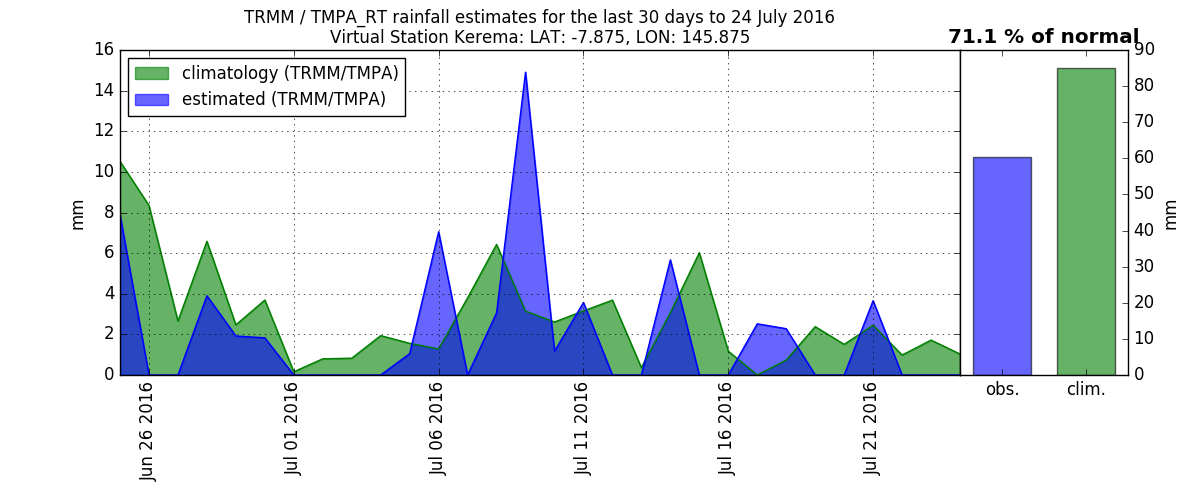 TRMM / TMPA_RT rainfall estimates for the last 30 days to 24 July 2016
Virtual Station Kerema: LAT: -7.875, LON: 145.875
71.1 % of normal
climatology (TRMM/TMPA)
estimated (TRMM/TMPA)
16
14
12
10
8
6
4
2
0
mm
Jun 26 2016
Jul 01 2016
Jul 06 2016
Jul 11 2016
Jul 16 2016
Jul 21 2016
90
80
70
60
50
40
30
20
10
0
mm
obs.
clim.